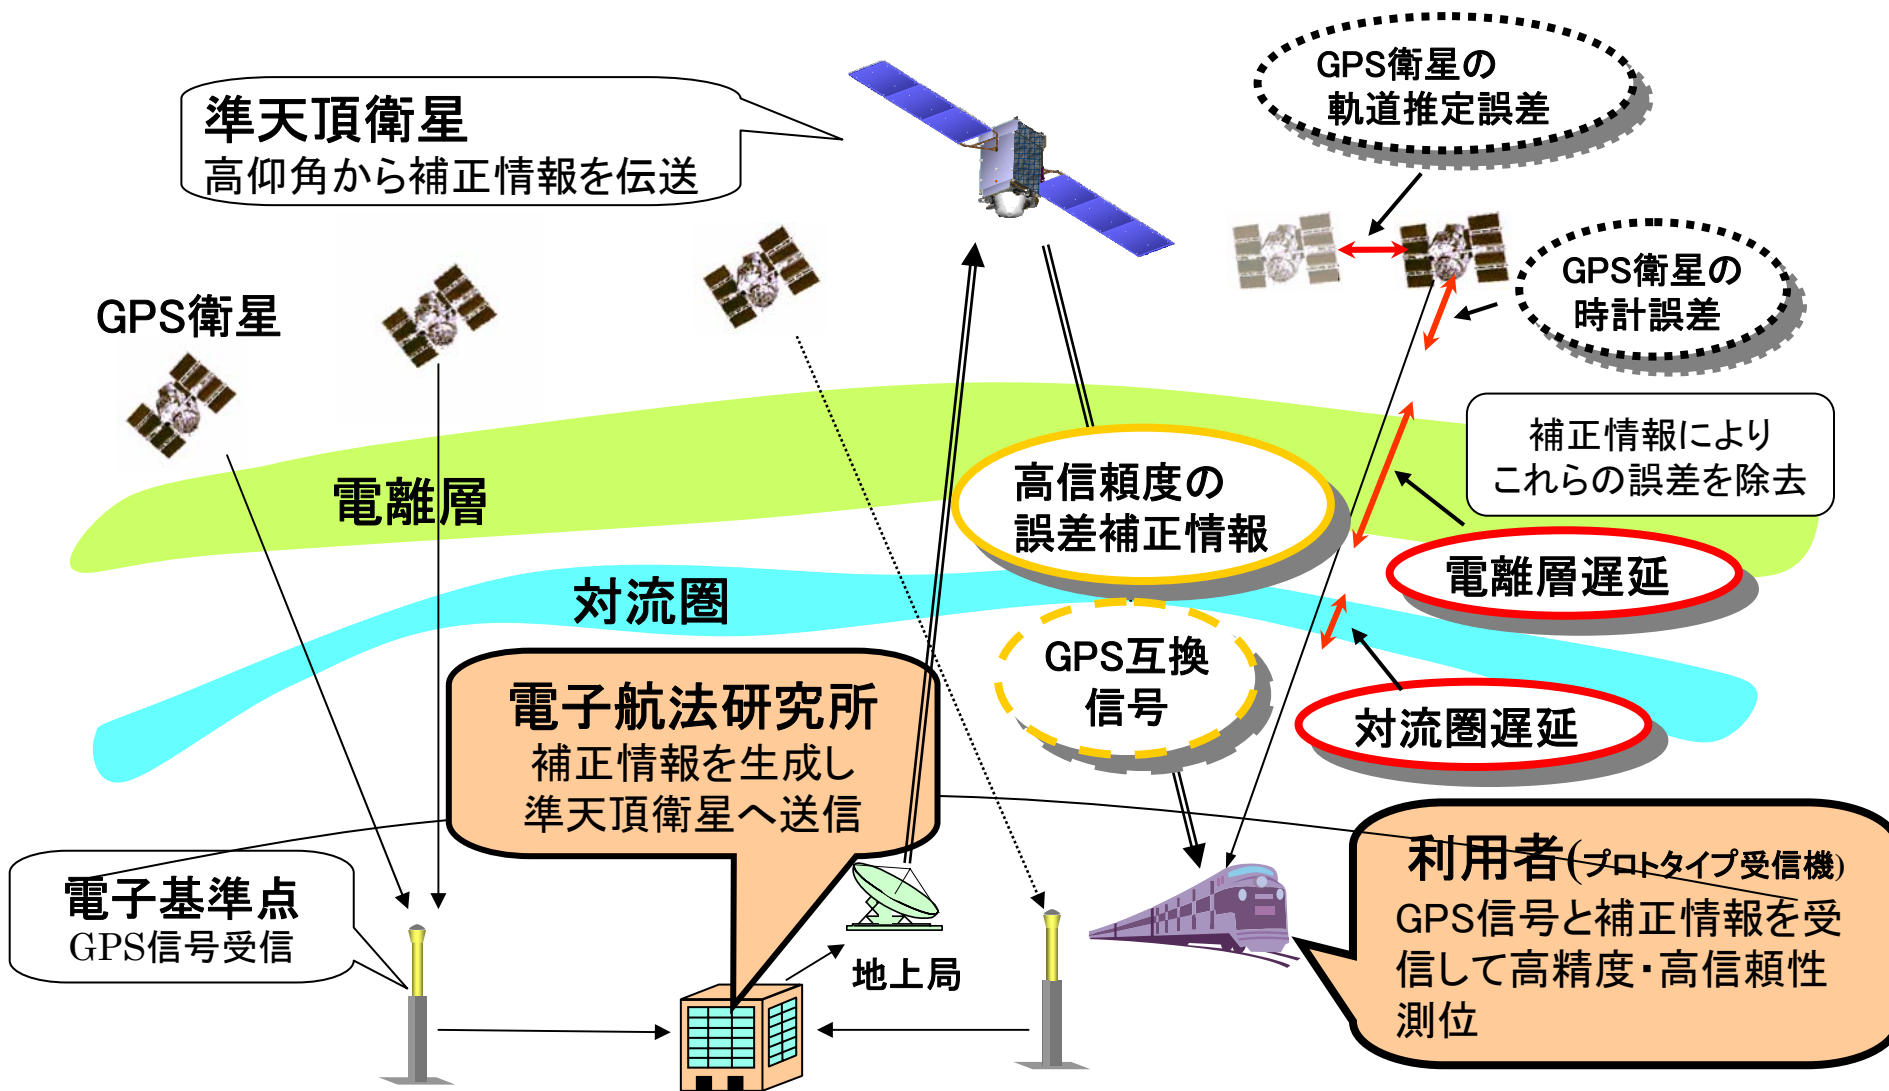 準天頂衛星
高仰角から補正情報を伝送
GPS衛星の
軌道推定誤差
GPS衛星の
時計誤差
GPS衛星
補正情報により
これらの誤差を除去
電離層
高信頼度の
誤差補正情報
電離層遅延
対流圏
GPS互換
信号
対流圏遅延
電子航法研究所
補正情報を生成し
準天頂衛星へ送信
電子基準点
GPS信号受信
地上局
利用者(プロトタイプ受信機)
GPS信号と補正情報を受
信して高精度・高信頼性
測位